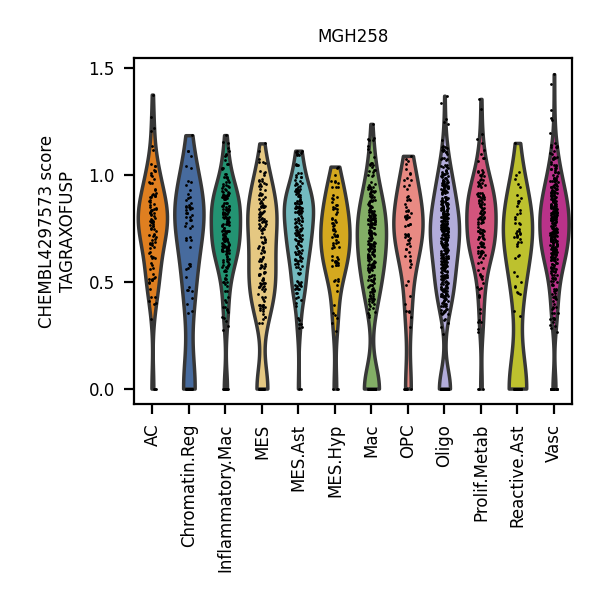 MGH258
CHEMBL4297573 score
TAGRAXOFUSP
1.5
1.0
0.5
0.0
AC
Chromatin.Reg
Inflammatory.Mac
MES
MES.Ast
MES.Hyp
Mac
OPC
Oligo
Prolif.Metab
Reactive.Ast
Vasc